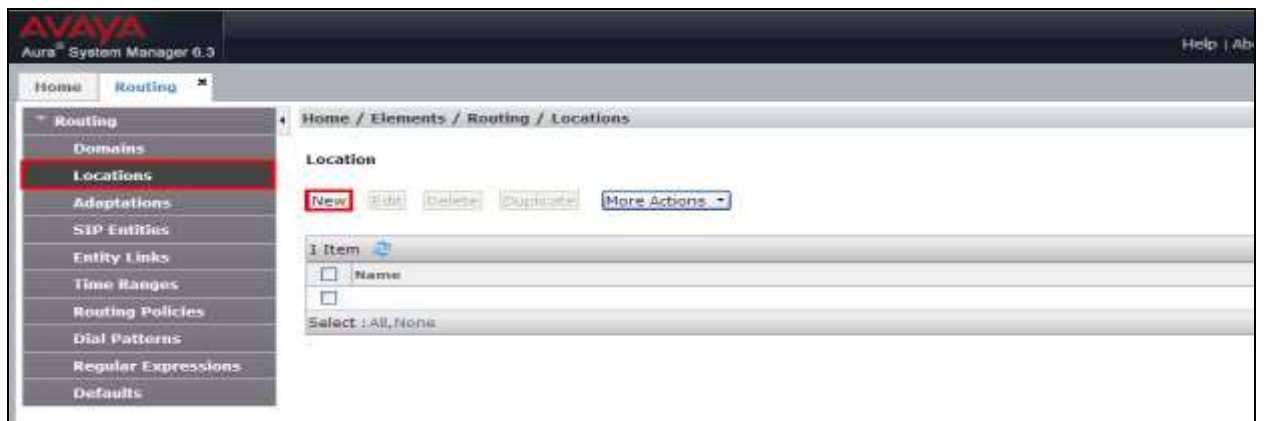 AVAYA
Aura® System Manager 6.3
Help | Ab
Home
Routing ✖
Routing
Domains
Locations
Adaptations
SIP Entities
Entity Links
Time Ranges
Routing Policies
Dial Patterns
Regular Expressions
Defaults
Home / Elements / Routing / Locations
Location
New Edit Delete Duplicate More Actions
1 Item
Name
Select : All, None